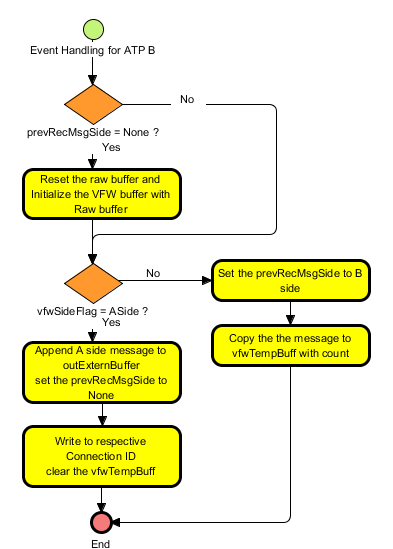 Event Handling for ATP B
No
prevRecMsgSide = None ?
Yes
Reset the raw buffer and
Initialize the VFW buffer with
Raw buffer
No
Set the prevRecMsgSide to B
side
vfwSideFlag = ASide ?
Yes
Copy the the message to
vfwTempBuff with count
Append A side message to
outExternBuffer
set the prevRecMsgSide to
None
Write to respective
Connection ID
clear the vfwTempBuff
End